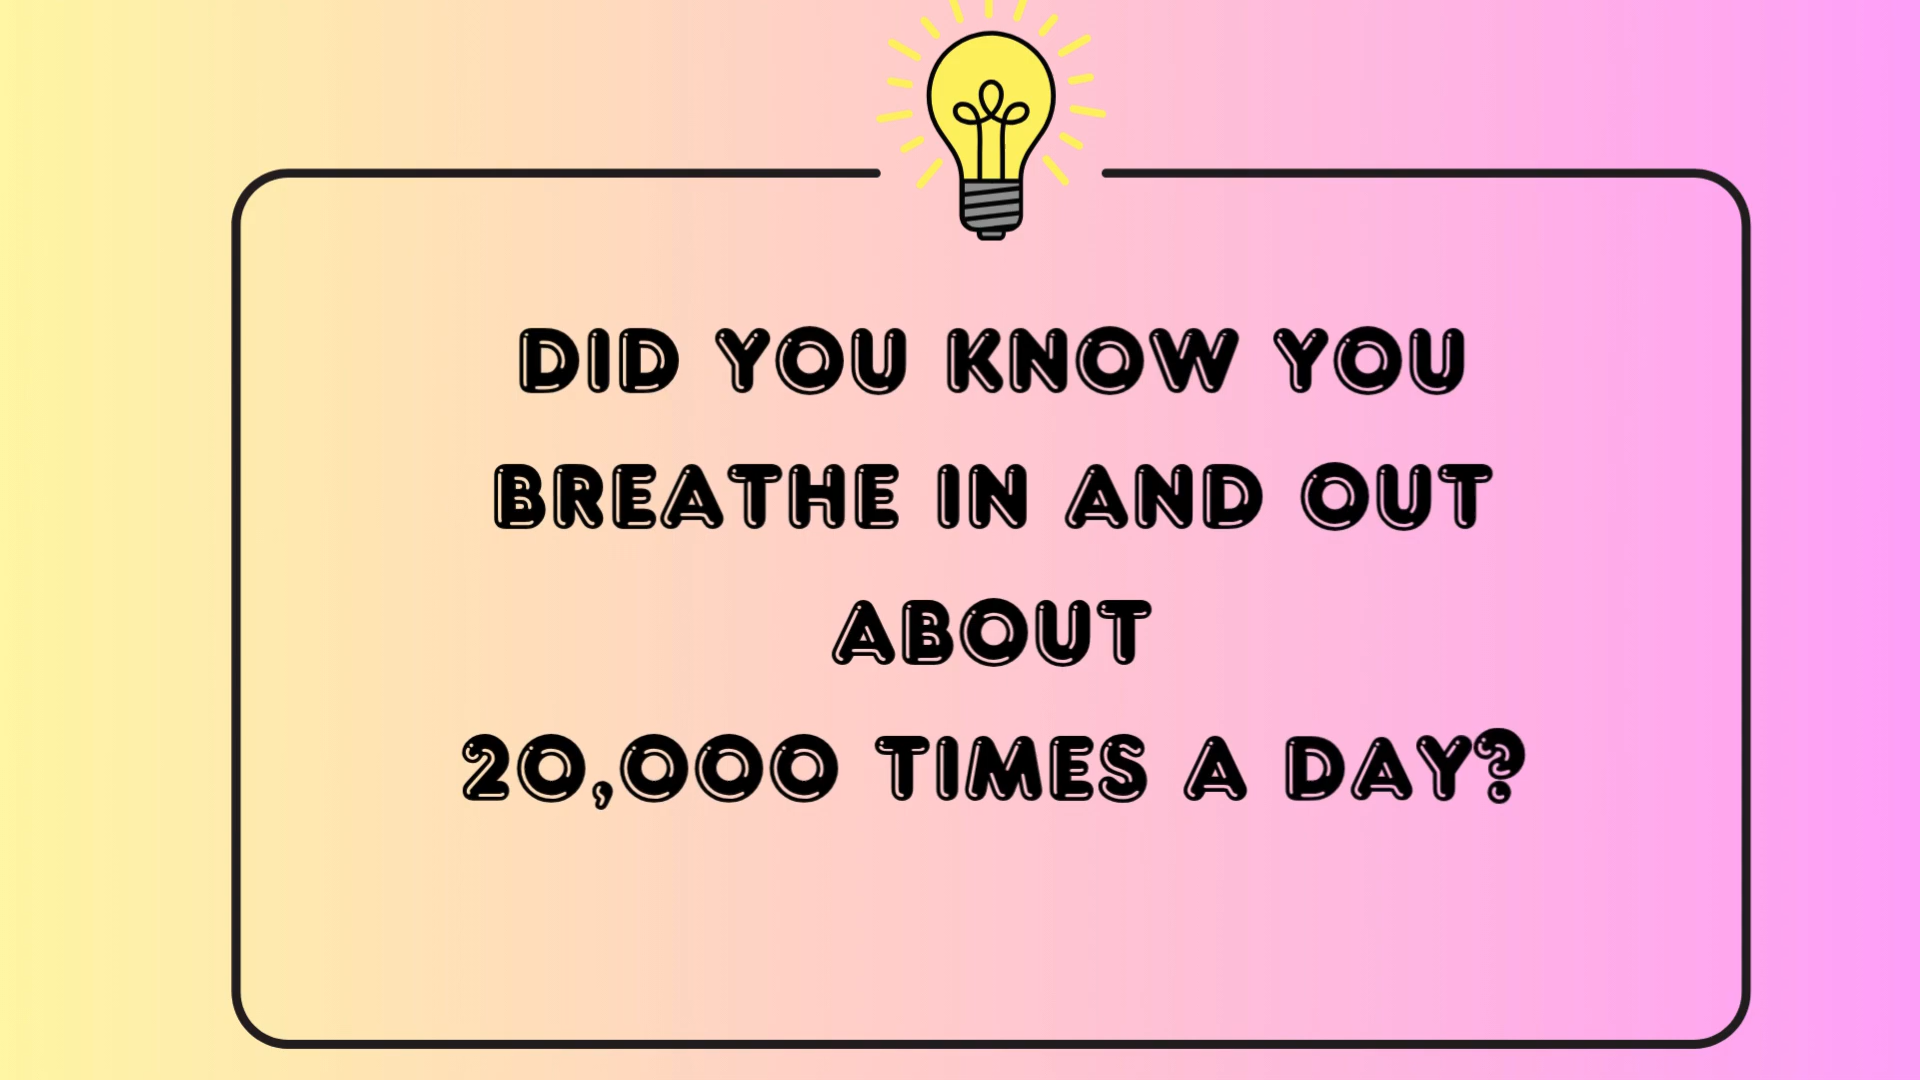 DID YOU KNOW YOU
BREATHE IN AND OUT
ABOUT
20,000 TIMES A DAY?